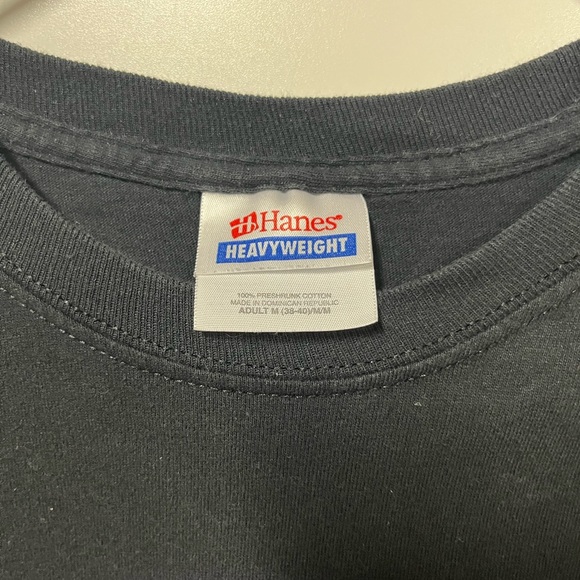 Hanes
HEAVYWEIGHT
100% PRESHRUNK COTTON
MADE IN DOMINICAN REPUBLIC
ADULT M (38-40)/M/M